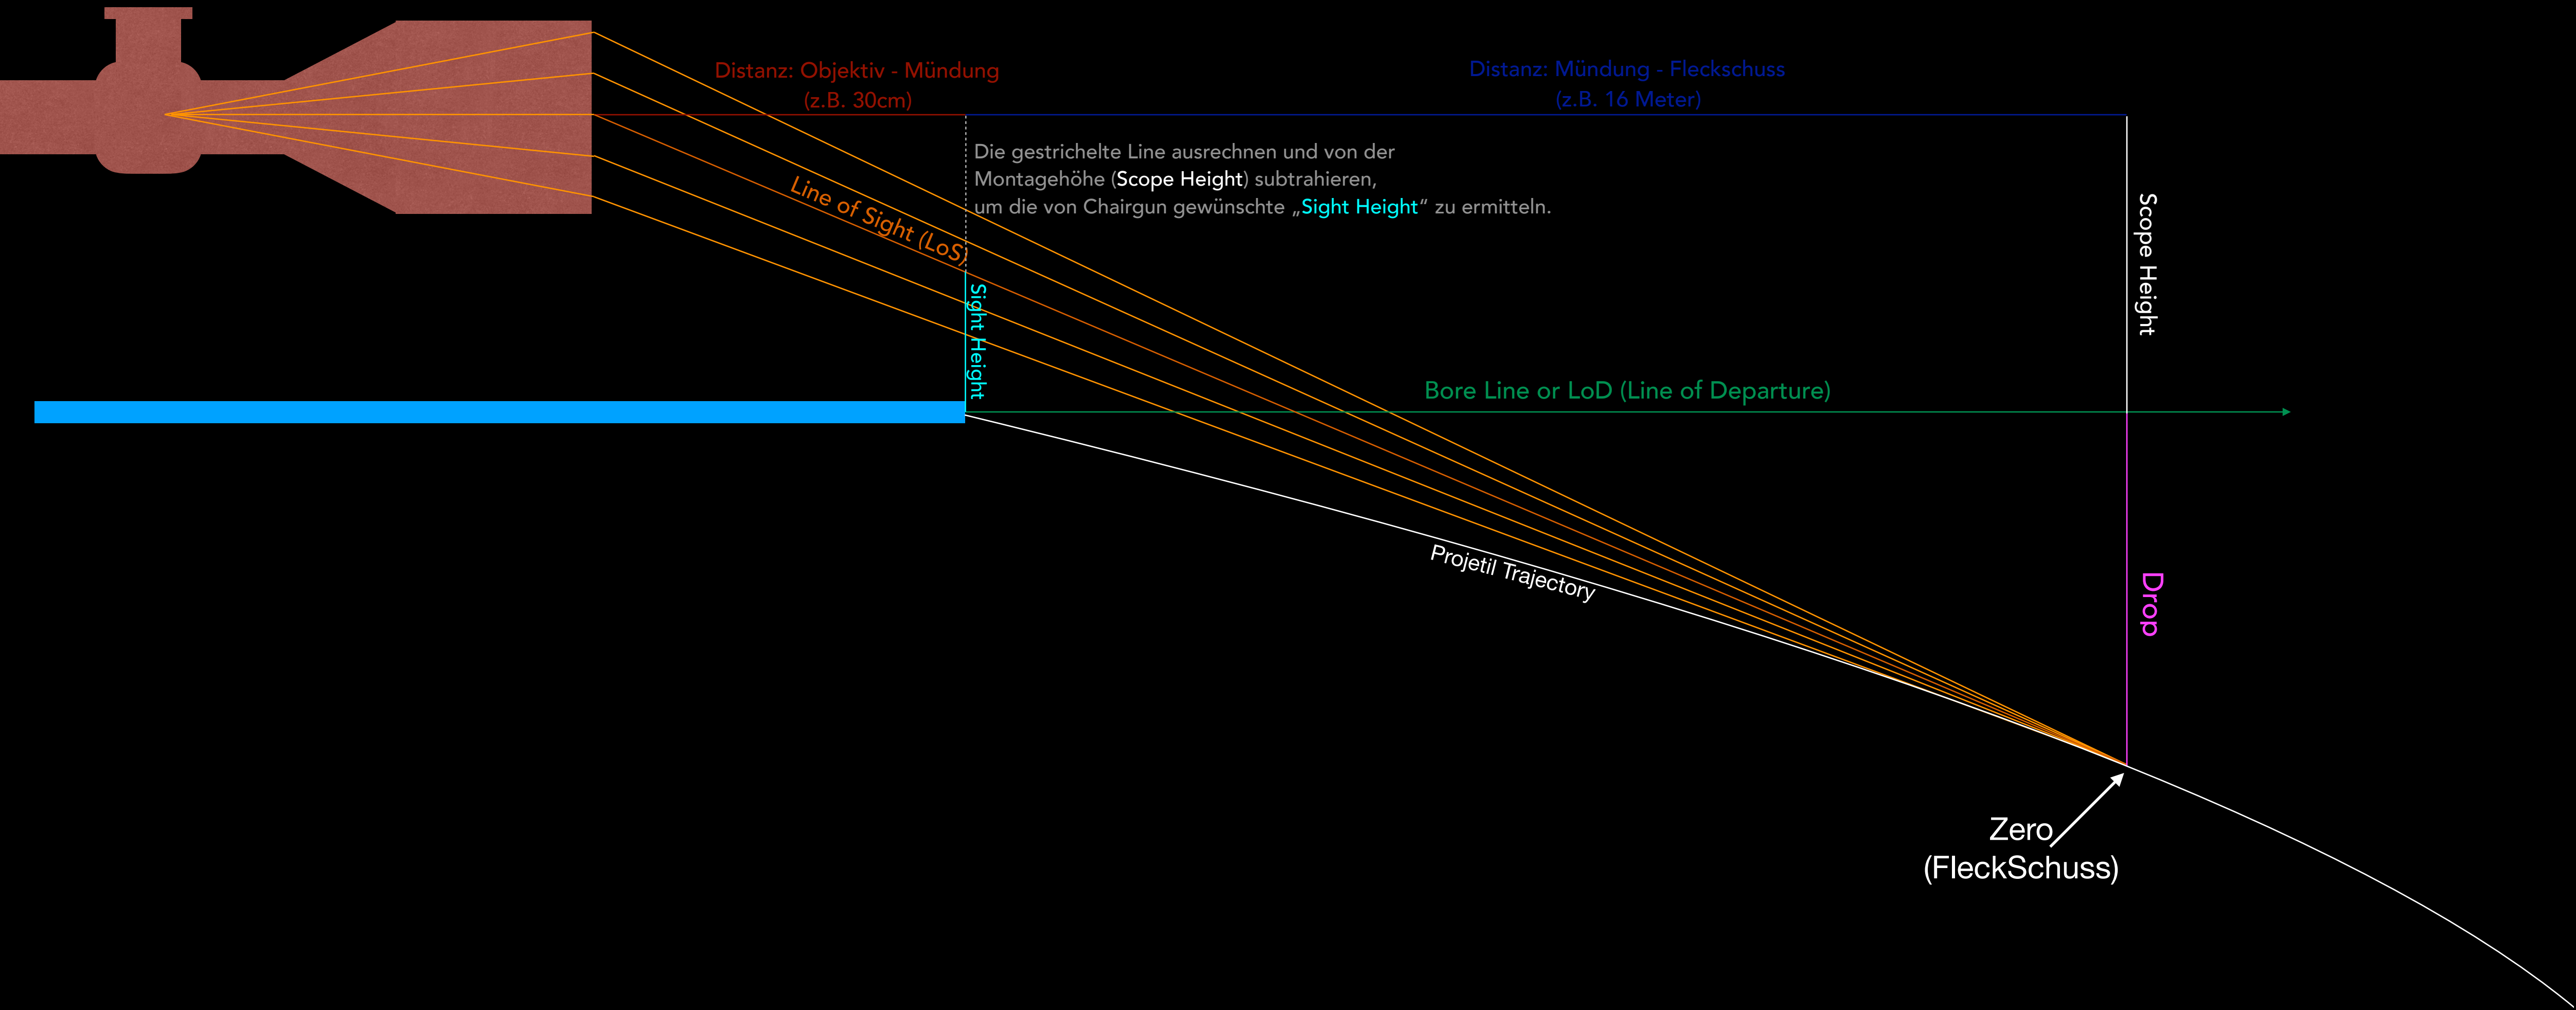 Distanz: Objektiv - Mündung
(z.B. 30cm)
Distanz: Mündung - Fleckschuss
(z.B. 16 Meter)
Die gestrichelte Line ausrechnen und von der
Montagehöhe (Scope Height) subtrahieren,
um die von Chairgun gewünschte „Sight Height“ zu ermitteln.
Line of Sight (LoS)
Sight Height
Scope Height
Bore Line or LoD (Line of Departure)
Projetil Trajectory
Drop
Zero
(FleckSchuss)